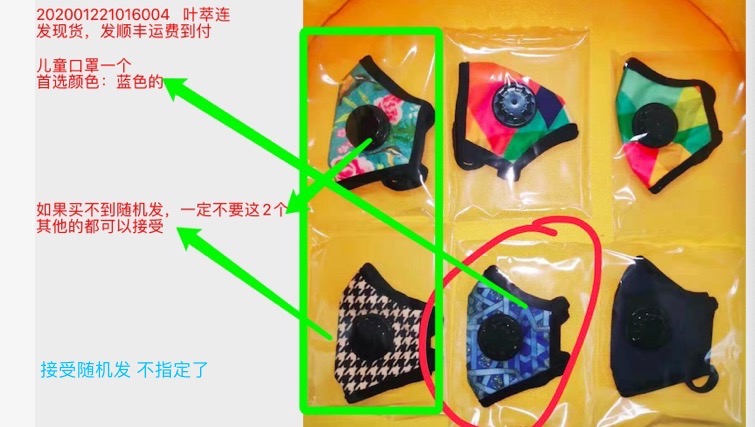 202001221016004 叶萃连
发现货，发顺丰运费到付
儿童口罩一个
首选颜色：蓝色的
如果买不到随机发，一定不要这2个
其他的都可以接受
接受随机发 不指定了